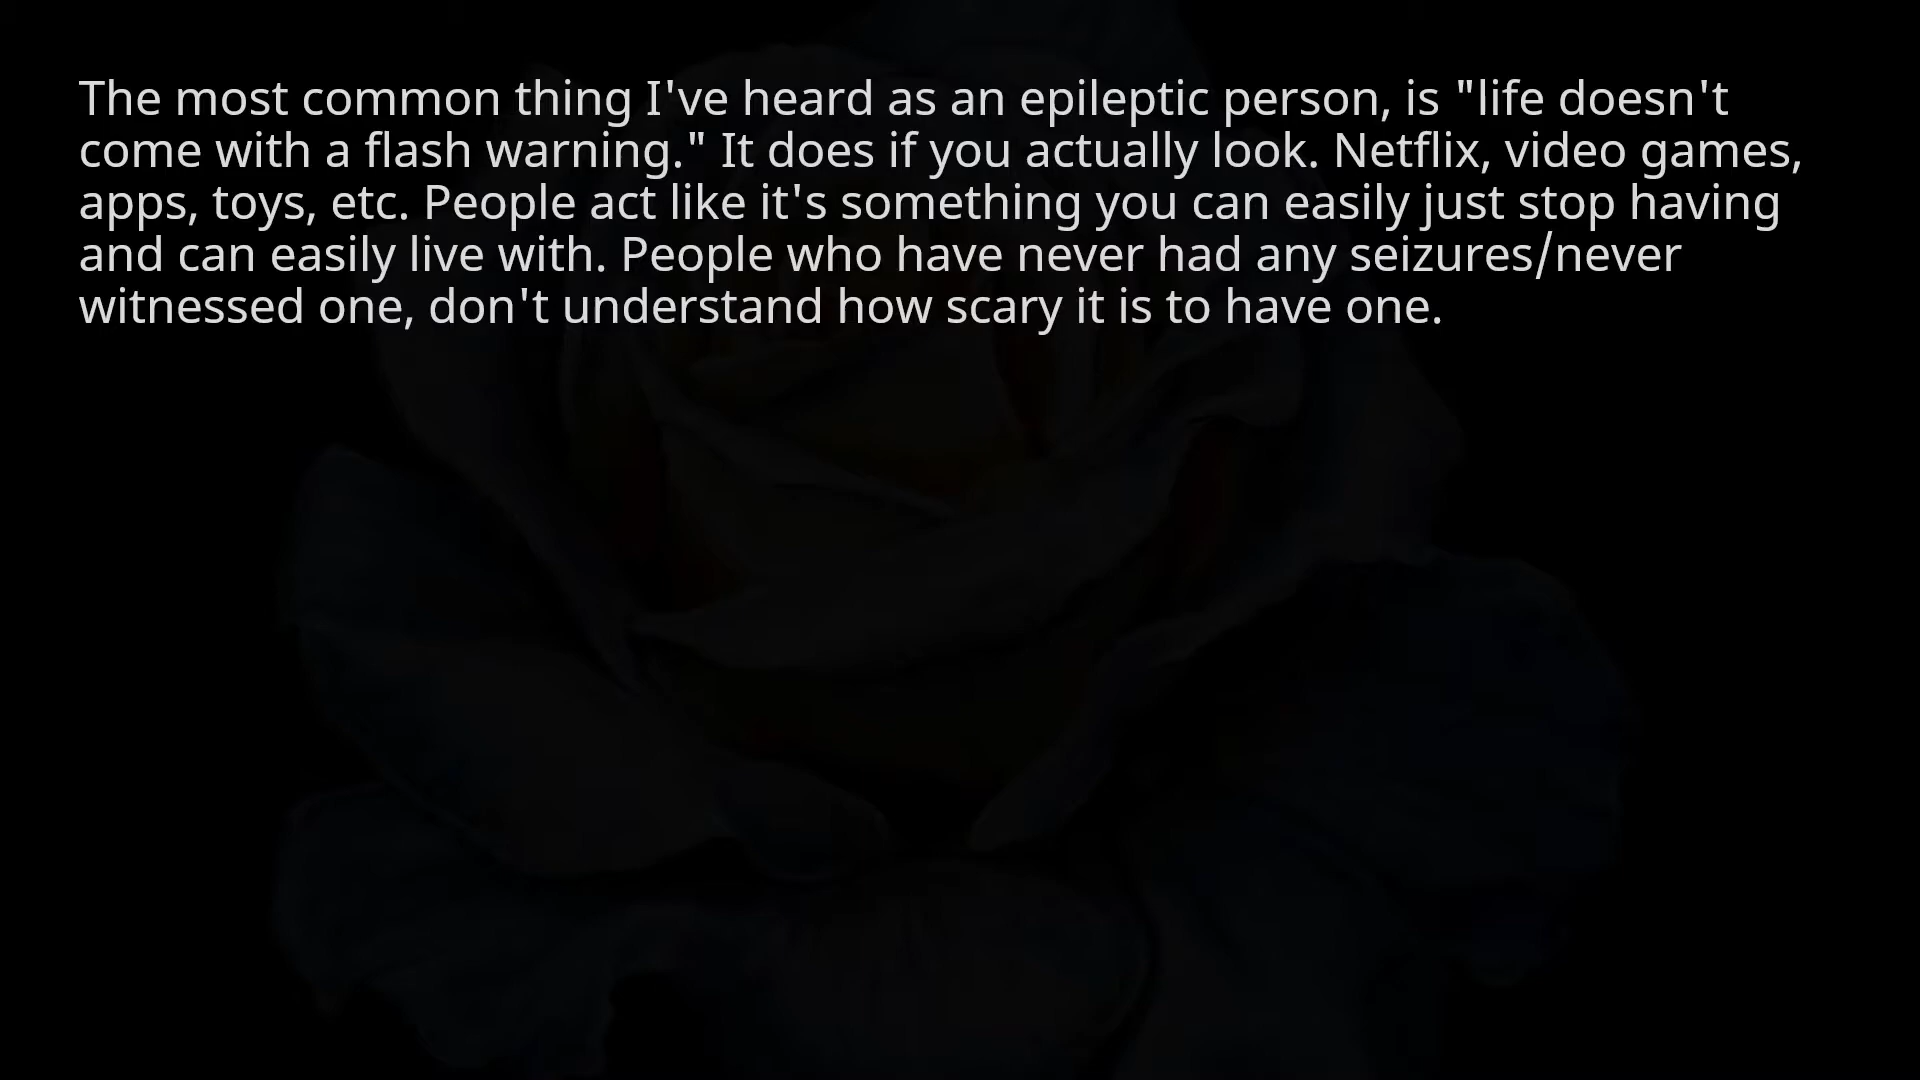 The most common thing I've heard as an epileptic person, is "life doesn't
come with a flash warning." It does if you actually look. Netflix, video games,
apps, toys, etc. People act like it's something you can easily just stop having
and can easily live with. People who have never had any seizures/never
witnessed one, don't understand how scary it is to have one.